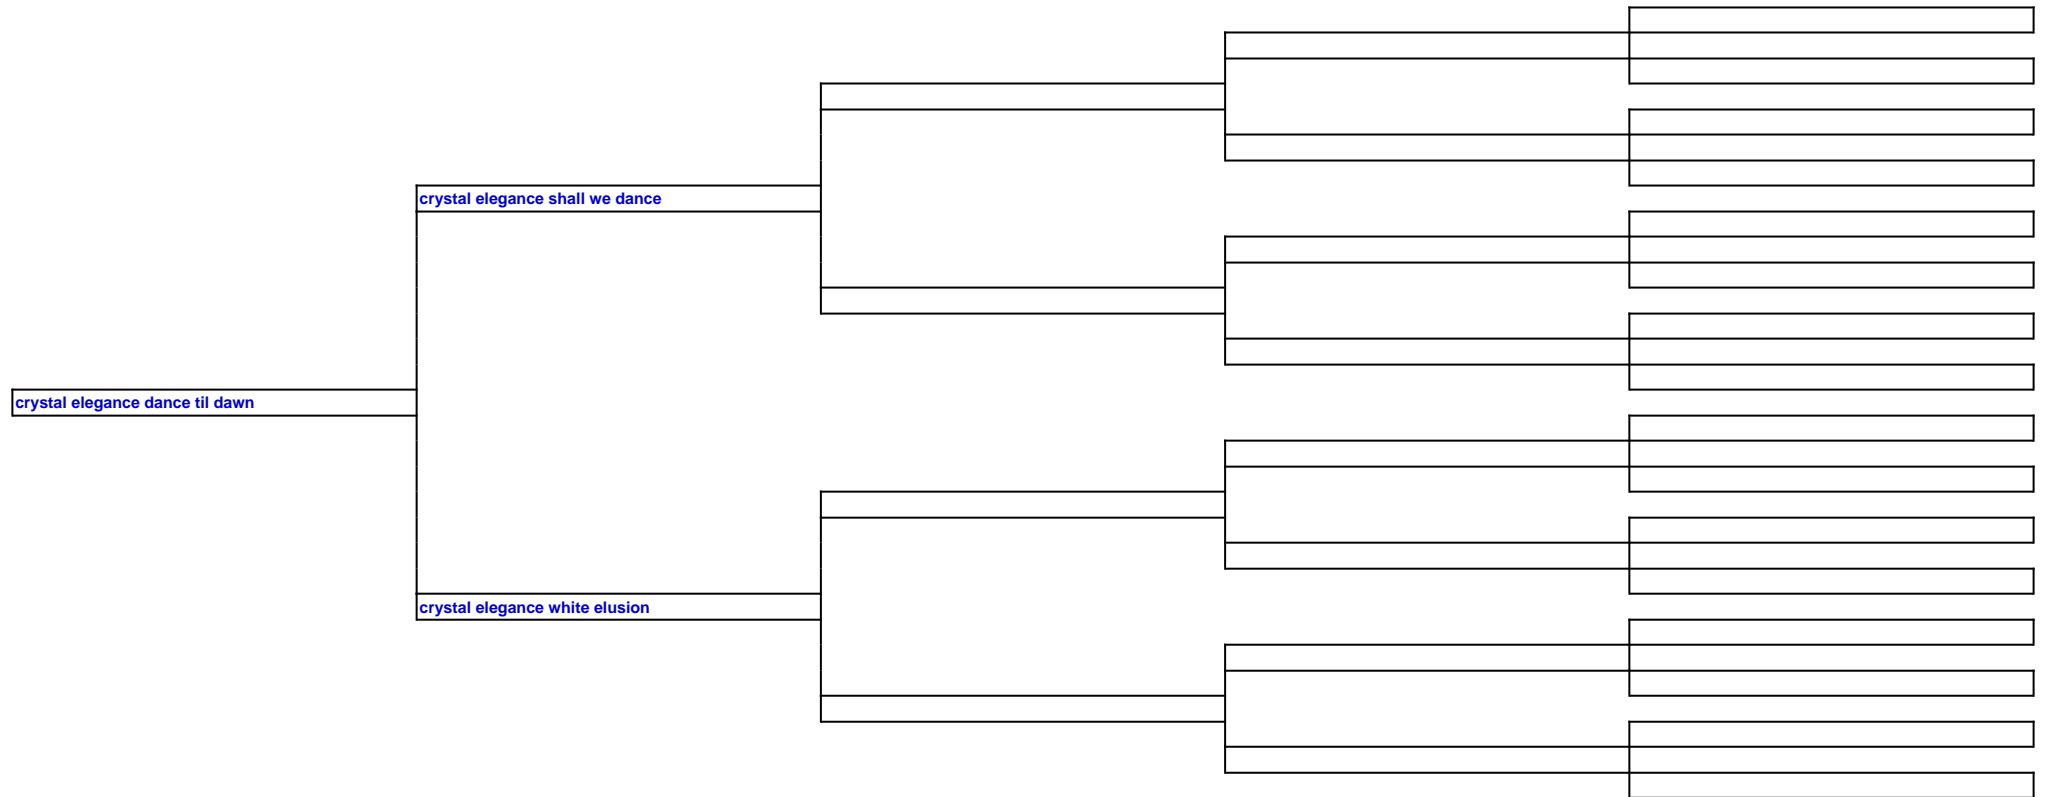 crystal elegance shall we dance
crystal elegance dance til dawn
crystal elegance white elusion